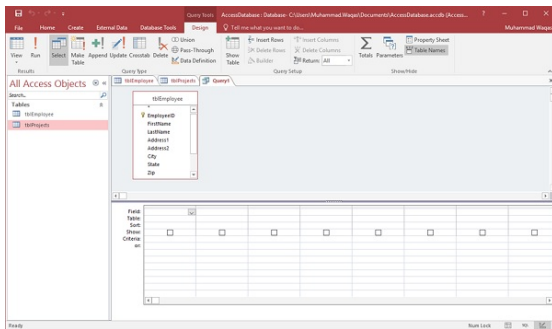 Query Tools
AccessDatabase : Database- C:\Users\Muhammad.Waqas\Documents\AccessDatabase.accdb (Acces...
?
File Home Create External Data Database Tools Design Tell me what you want to do... Muhammad Waqas
View Run Select Make Table Append Update Crosstab Delete
Union
Pass-Through
Data Definition
Show Table
Insert Rows
Delete Rows
Builder
Insert Columns
Delete Columns
Return: All
Totals Parameters
Property Sheet
Table Names
Results Query Type Query Setup Show/Hide
All Access Objects
Search...
Tables
tblEmployee
tblProjects
tblEmployee tblProjects Query1
tblEmployee
*
EmployeeID
FirstName
LastName
Address1
Address2
City
State
Zip
Field:
Table:
Sort:
Show:
Criteria:
or:
Ready Num Lock SQL